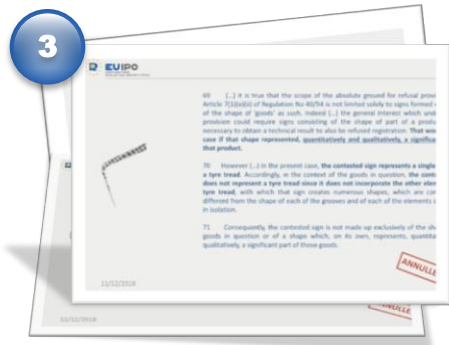 3
EUIPO
69 (...) It is true that the scope of the absolute ground for refusal prov
Article 7(1)(e)(ii) of Regulation No 40/94 is not limited solely to signs formed
of the shape of 'goods' as such, indeed (...) the general interest which und
provision could require signs consisting of the shape of part of a produ
necessary to obtain a technical result to also be refused registration. That wou
case if that shape represented, quantitatively and qualitatively, a significa
that product.
70 However (...) in the present case, the contested sign represents a single
a tyre tread. Accordingly, in the context of the goods in question, the cont
does not represent a tyre tread since it does not incorporate the other elem
tyre tread, with which that sign creates numerous shapes, which are
differed from the shape of each of the grooves and of each of the elements
in isolation.
71 Consequently, the contested sign is not made up exclusively of the sh
goods in question or of a shape which, on its own, represents, quantita
qualitatively, a significant part of those goods.
ANNULLE
11/12/2018
ANNULLE
11/12/2018